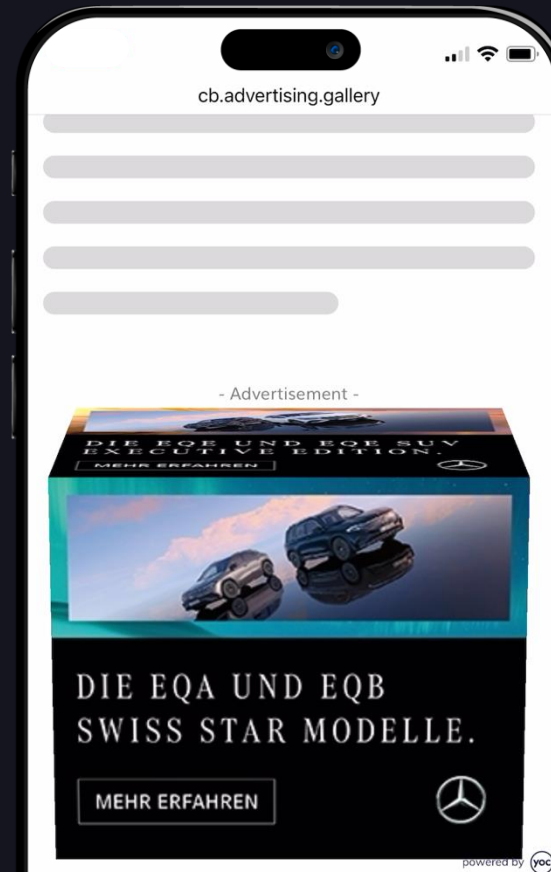 cb.advertising.gallery
- Advertisement -
DIE EQE UND EQE SUV
EXECUTIVE EDITION.
MEHR ERFAHREN
DIE EQA UND EQB
SWISS STAR MODELLE.
MEHR ERFAHREN
powered by yoc